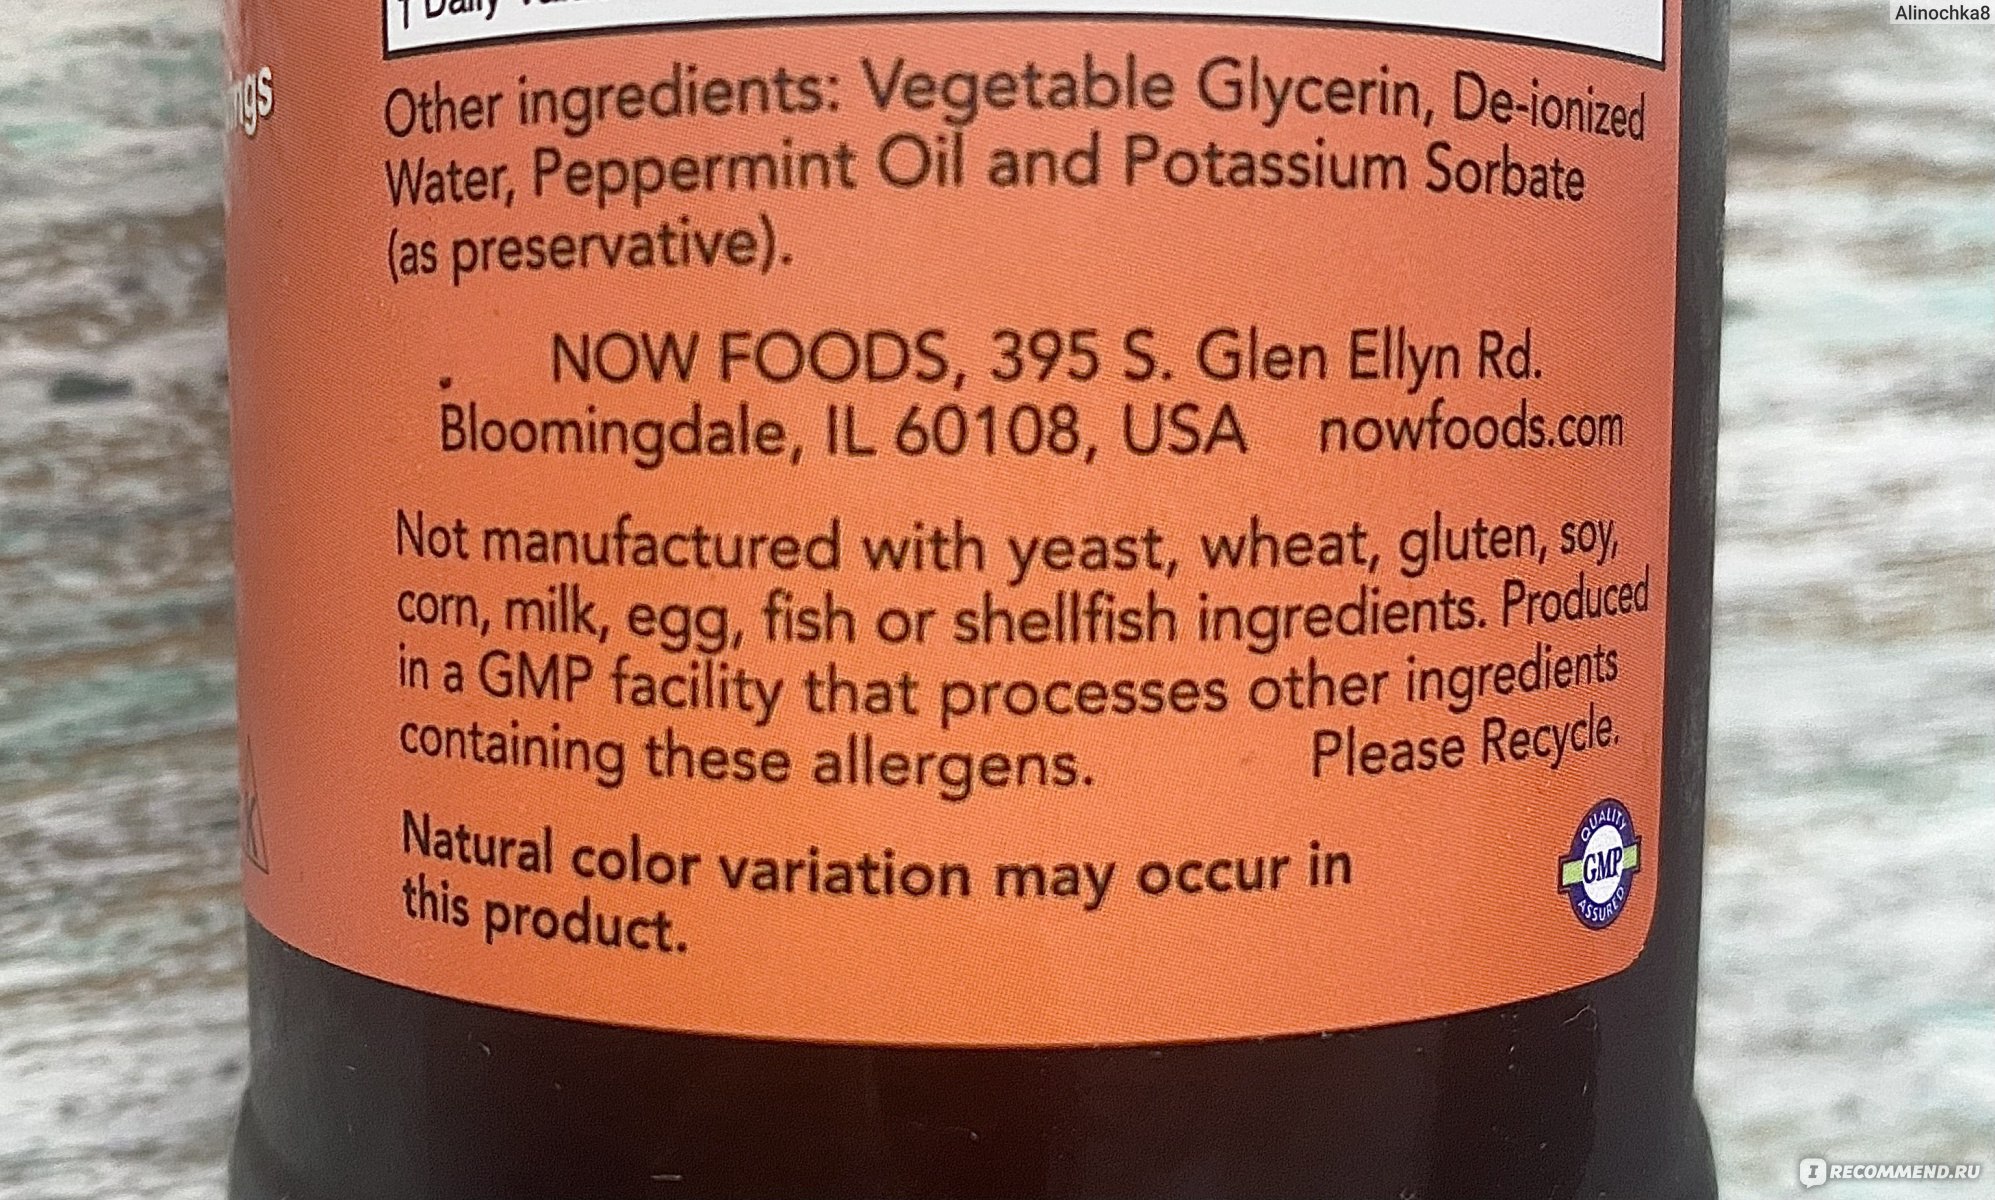 Alinochka8
† Daily
Other ingredients: Vegetable Glycerin, De-ionized
Water, Peppermint Oil and Potassium Sorbate
(as preservative).
NOW FOODS, 395 S. Glen Ellyn Rd.
Bloomingdale, IL 60108, USA nowfoods.com
Not manufactured with yeast, wheat, gluten, soy,
corn, milk, egg, fish or shellfish ingredients. Produced
in a GMP facility that processes other ingredients
containing these allergens. Please Recycle.
Natural color variation may occur in
this product.
QUALITY
GMP
ASSURED
IRECOMMEND.RU